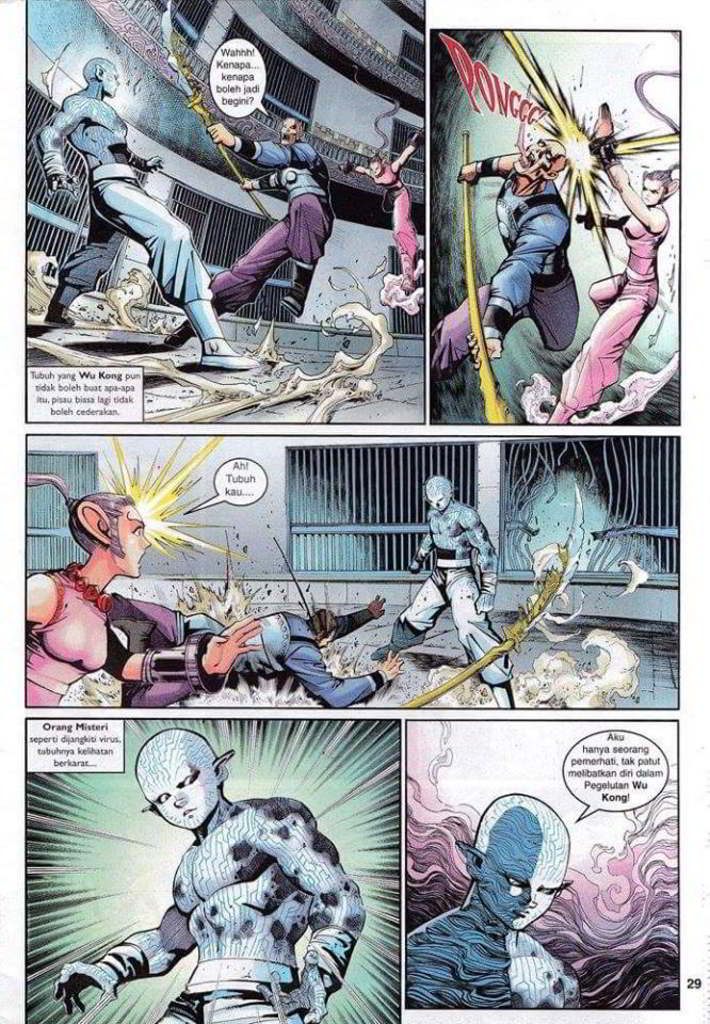 Wahhh!
Kenapa...
kenapa
boleh jadi
begini?
Tubuh yang Wu Kong pun
tidak boleh buat apa-apa
itu, pisau biasa lagi tidak
boleh cederakan.
PONGGG!
Ah!
Tubuh
kau....
Orang Misteri
seperti dijangkiti virus,
tubuhnya kelihatan
berkarat...
Aku
hanya seorang
pemerhati, tak patut
melibatkan diri dalam
Pegelutan Wu
Kong!
29